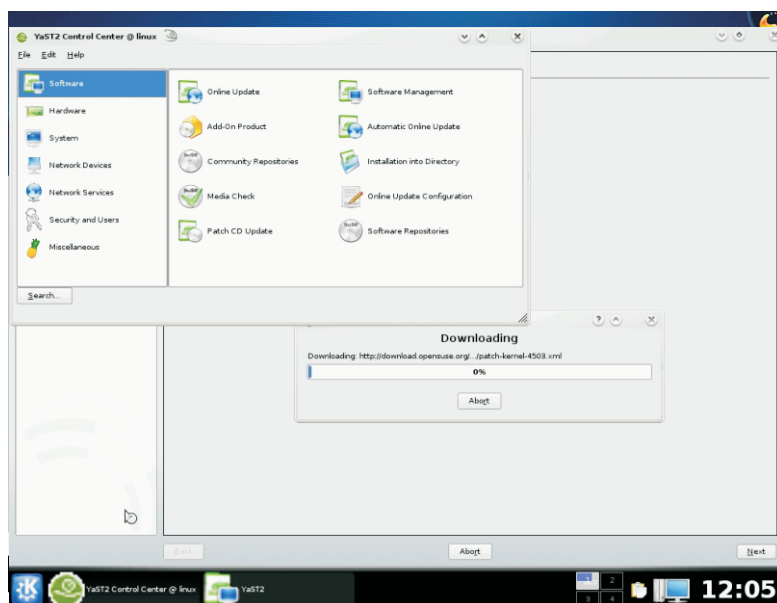 YaST2 Control Center @ linux
File Edit Help
Software
Hardware
System
Network Devices
Network Services
Security and Users
Miscellaneous
Online Update
Software Management
Add-On Product
Automatic Online Update
Community Repositories
Installation into Directory
Media Check
Online Update Configuration
Patch CD Update
Software Repositories
Search...
Downloading
Downloading: http://download.opensuse.org/.../patch-kernel-4503.xml
0%
Abort
Back
Abort
Next
YaST2 Control Center @ linux
YaST2
2
3 4
12:05